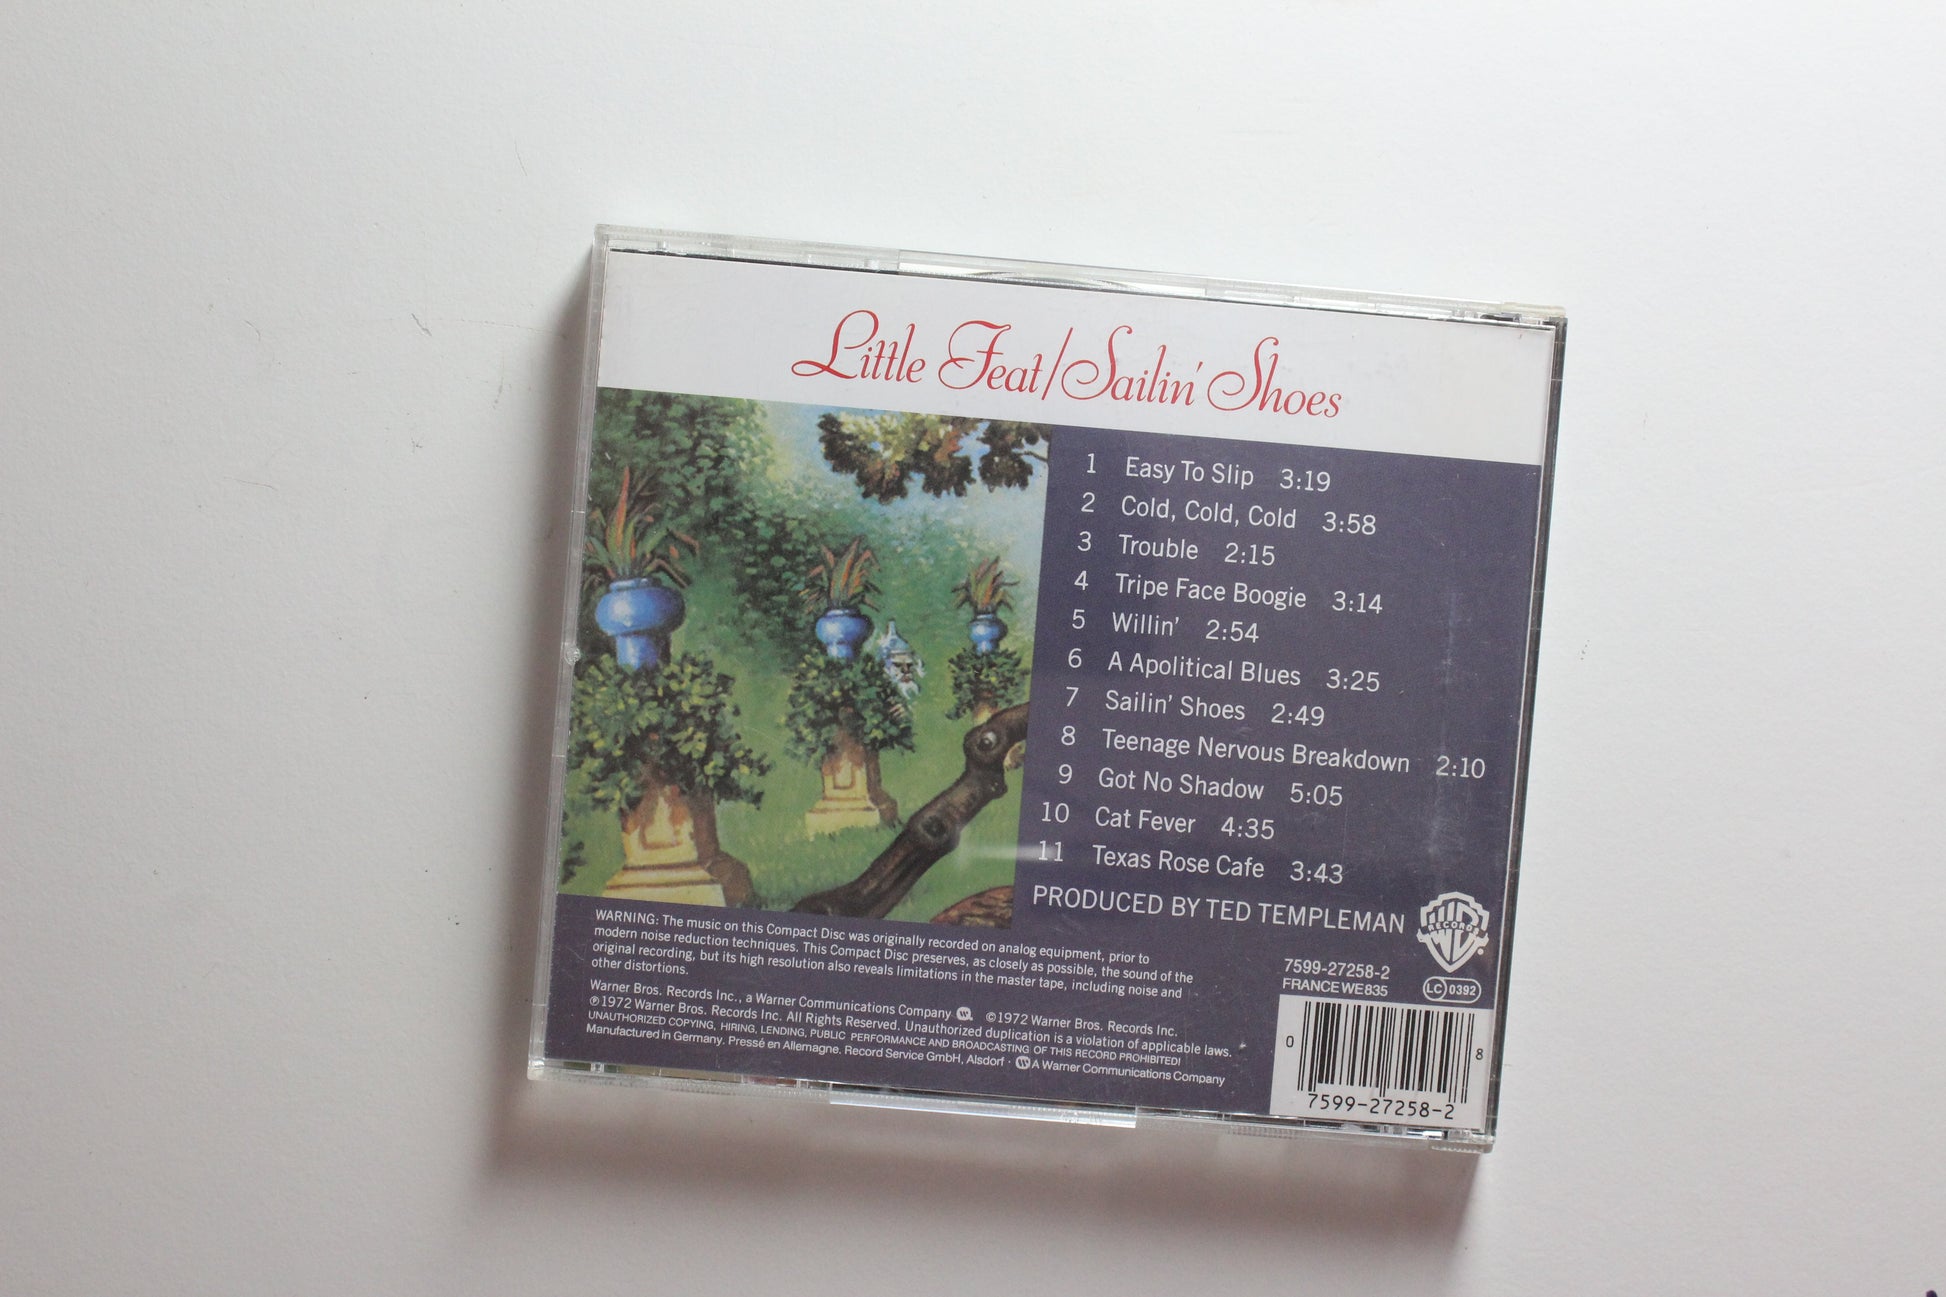 Little Feat/Sailin' Shoes
1 Easy To Slip 3:19
2 Cold, Cold, Cold 3:58
3 Trouble 2:15
4 Tripe Face Boogie 3:14
5 Willin' 2:54
6 A Apolitical Blues 3:25
7 Sailin' Shoes 2:49
8 Teenage Nervous Breakdown 2:10
9 Got No Shadow 5:05
10 Cat Fever 4:35
11 Texas Rose Cafe 3:43
PRODUCED BY TED TEMPLEMAN
WB
RECORDS
®
WARNING: The music on this Compact Disc was originally recorded on analog equipment, prior to
modern noise reduction techniques. This Compact Disc preserves, as closely as possible, the sound of the
original recording, but its high resolution also reveals limitations in the master tape, including noise and
other distortions.
Warner Bros. Records Inc., a Warner Communications Company ©1972 Warner Bros. Records Inc.
℗1972 Warner Bros. Records Inc. All Rights Reserved. Unauthorized duplication is a violation of applicable laws.
UNAUTHORIZED COPYING, HIRING, LENDING, PUBLIC PERFORMANCE AND BROADCASTING OF THIS RECORD PROHIBITED!
Manufactured in Germany. Pressé en Allemagne. Record Service GmbH, Alsdorf · A Warner Communications Company
7599-27258-2
FRANCE WE 835
LC 0392
0 8
7599-27258-2